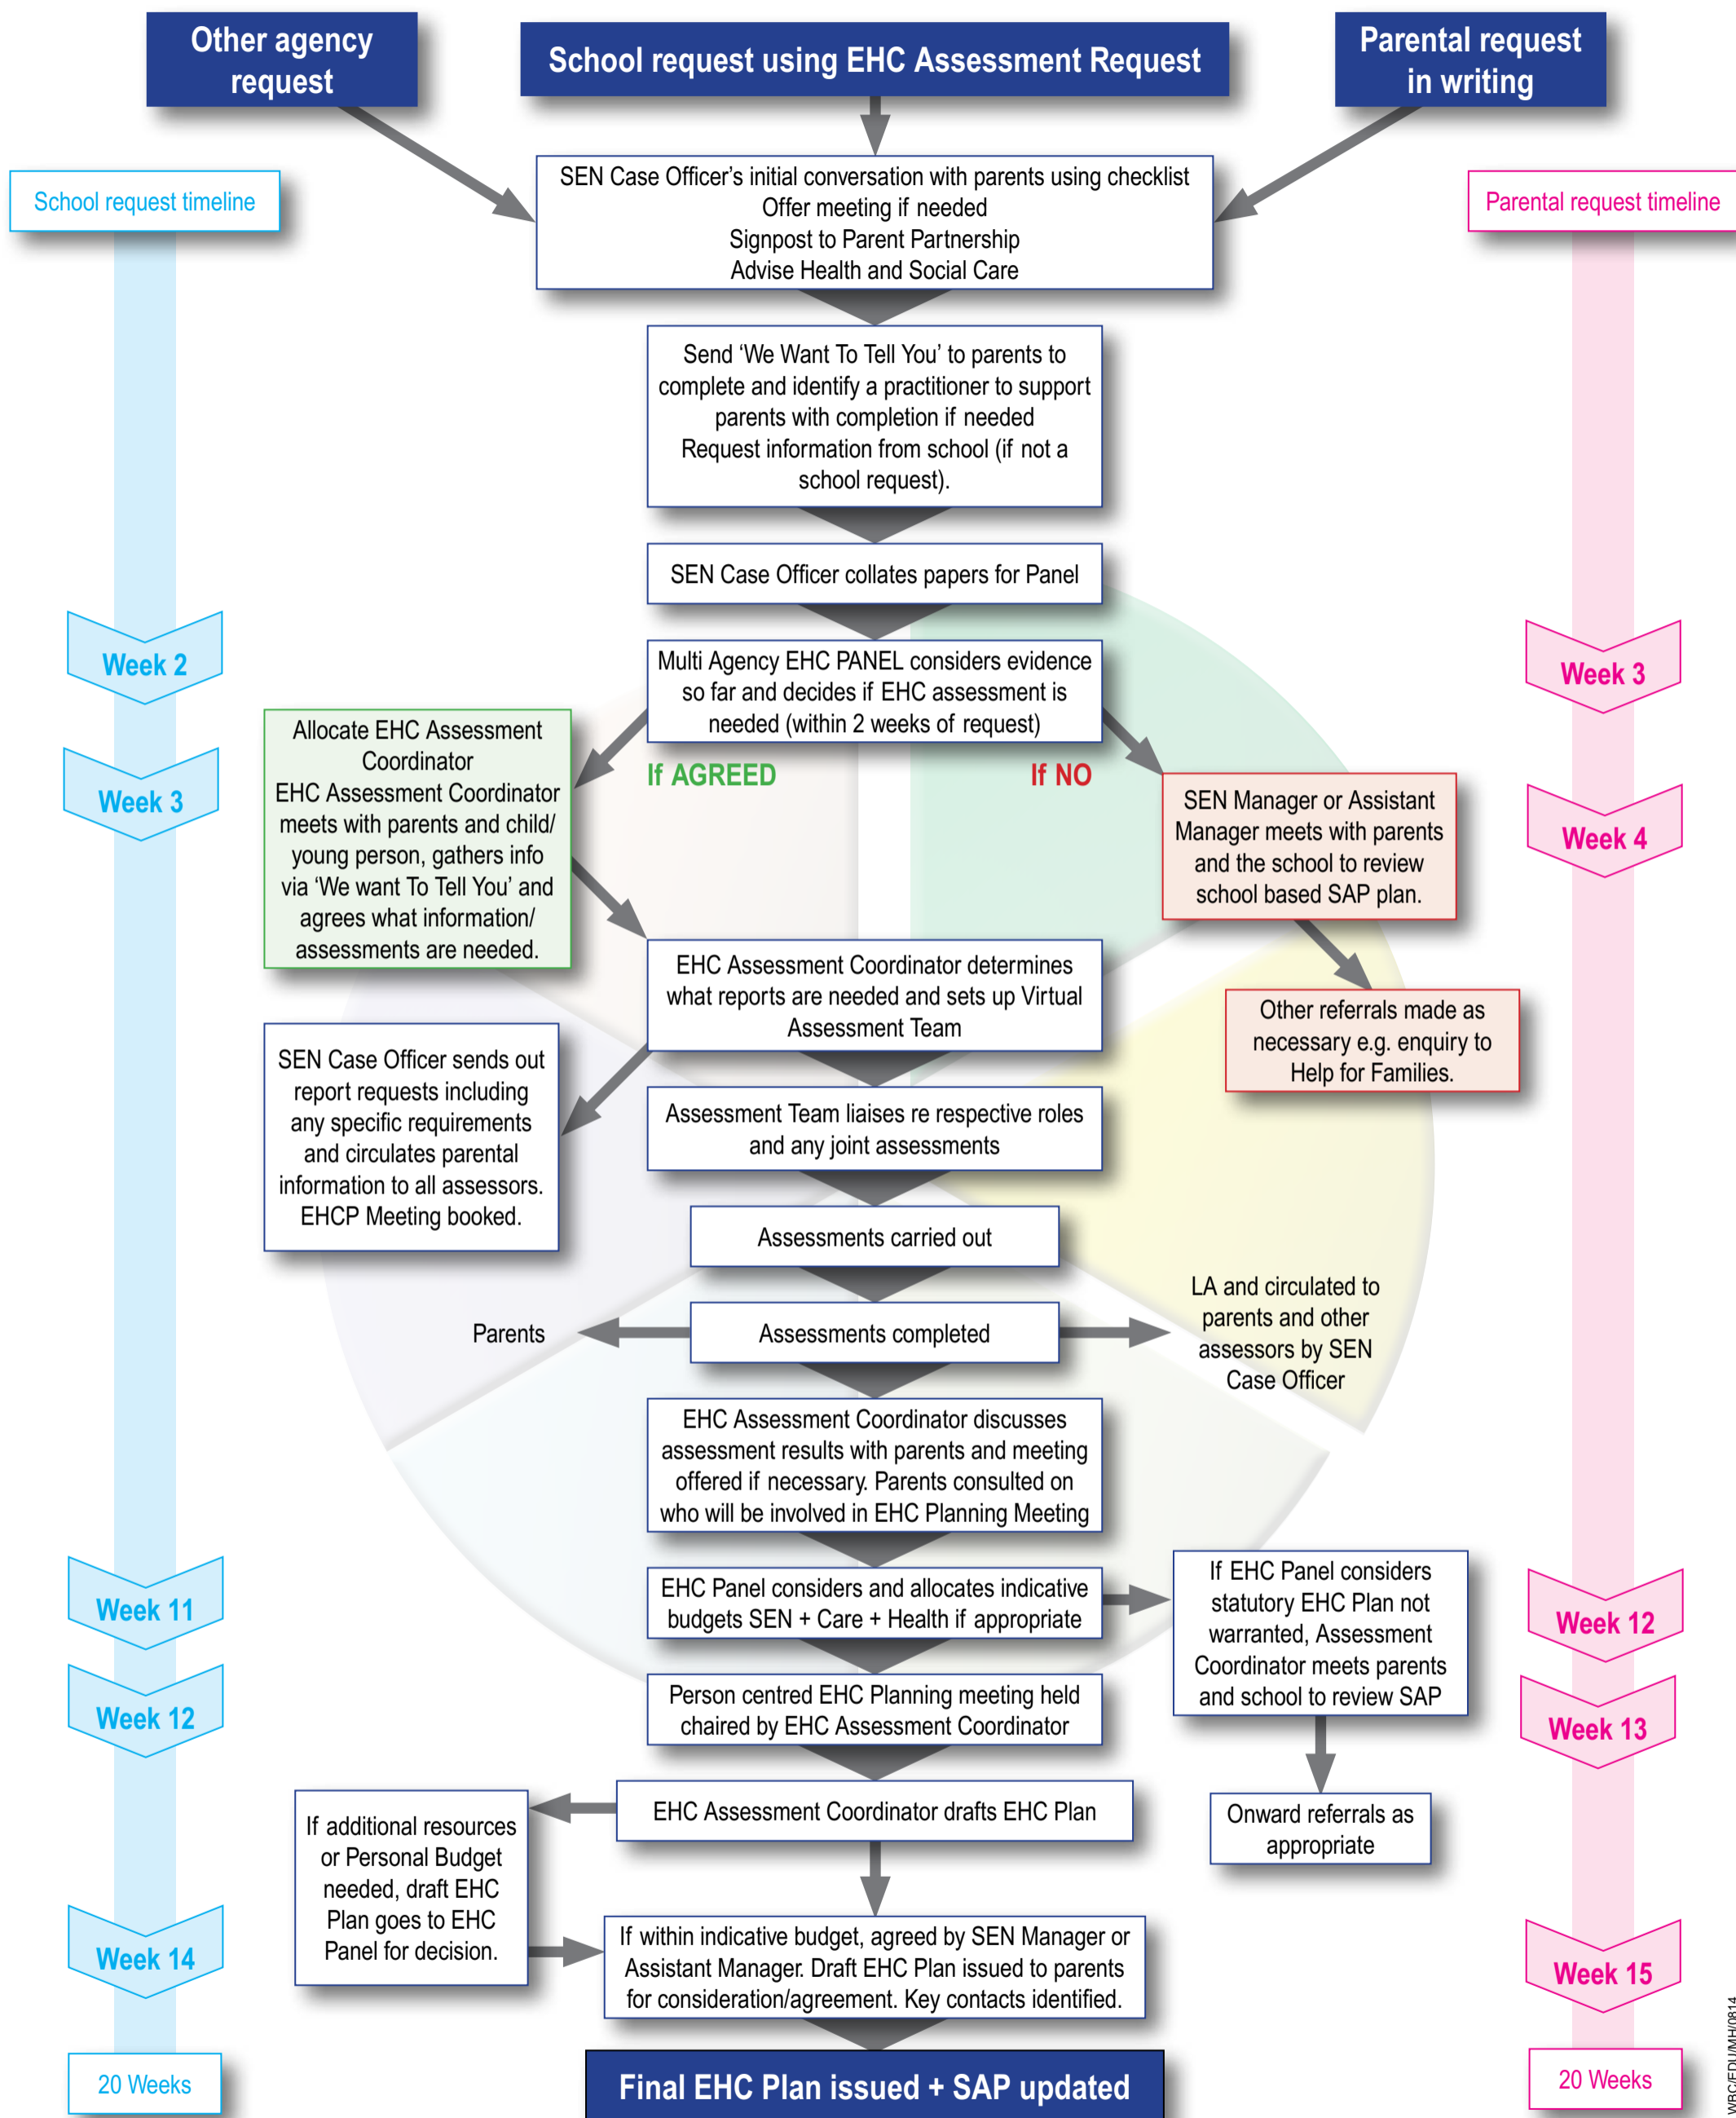 Other agency
request
School request using EHC Assessment Request
Parental request
in writing
School request timeline
Parental request timeline
SEN Case Officer’s initial conversation with parents using checklist
Offer meeting if needed
Signpost to Parent Partnership
Advise Health and Social Care
Send ‘We Want To Tell You’ to parents to
complete and identify a practitioner to support
parents with completion if needed
Request information from school (if not a
school request).
SEN Case Officer collates papers for Panel
Week 2
Week 3
Multi Agency EHC PANEL considers evidence
so far and decides if EHC assessment is
needed (within 2 weeks of request)
If AGREED
If NO
Week 3
Week 4
Allocate EHC Assessment
Coordinator
EHC Assessment Coordinator
meets with parents and child/
young person, gathers info
via ‘We want To Tell You’ and
agrees what information/
assessments are needed.
SEN Manager or Assistant
Manager meets with parents
and the school to review
school based SAP plan.
EHC Assessment Coordinator determines
what reports are needed and sets up Virtual
Assessment Team
Other referrals made as
necessary e.g. enquiry to
Help for Families.
SEN Case Officer sends out
report requests including
any specific requirements
and circulates parental
information to all assessors.
EHCP Meeting booked.
Assessment Team liaises re respective roles
and any joint assessments
Assessments carried out
Parents
Assessments completed
LA and circulated to
parents and other
assessors by SEN
Case Officer
EHC Assessment Coordinator discusses
assessment results with parents and meeting
offered if necessary. Parents consulted on
who will be involved in EHC Planning Meeting
Week 11
Week 12
EHC Panel considers and allocates indicative
budgets SEN + Care + Health if appropriate
If EHC Panel considers
statutory EHC Plan not
warranted, Assessment
Coordinator meets parents
and school to review SAP
Week 12
Week 13
Person centred EHC Planning meeting held
chaired by EHC Assessment Coordinator
EHC Assessment Coordinator drafts EHC Plan
Onward referrals as
appropriate
If additional resources
or Personal Budget
needed, draft EHC
Plan goes to EHC
Panel for decision.
Week 14
Week 15
If within indicative budget, agreed by SEN Manager or
Assistant Manager. Draft EHC Plan issued to parents
for consideration/agreement. Key contacts identified.
20 Weeks
20 Weeks
Final EHC Plan issued + SAP updated
WBC/EDU/MH/0814